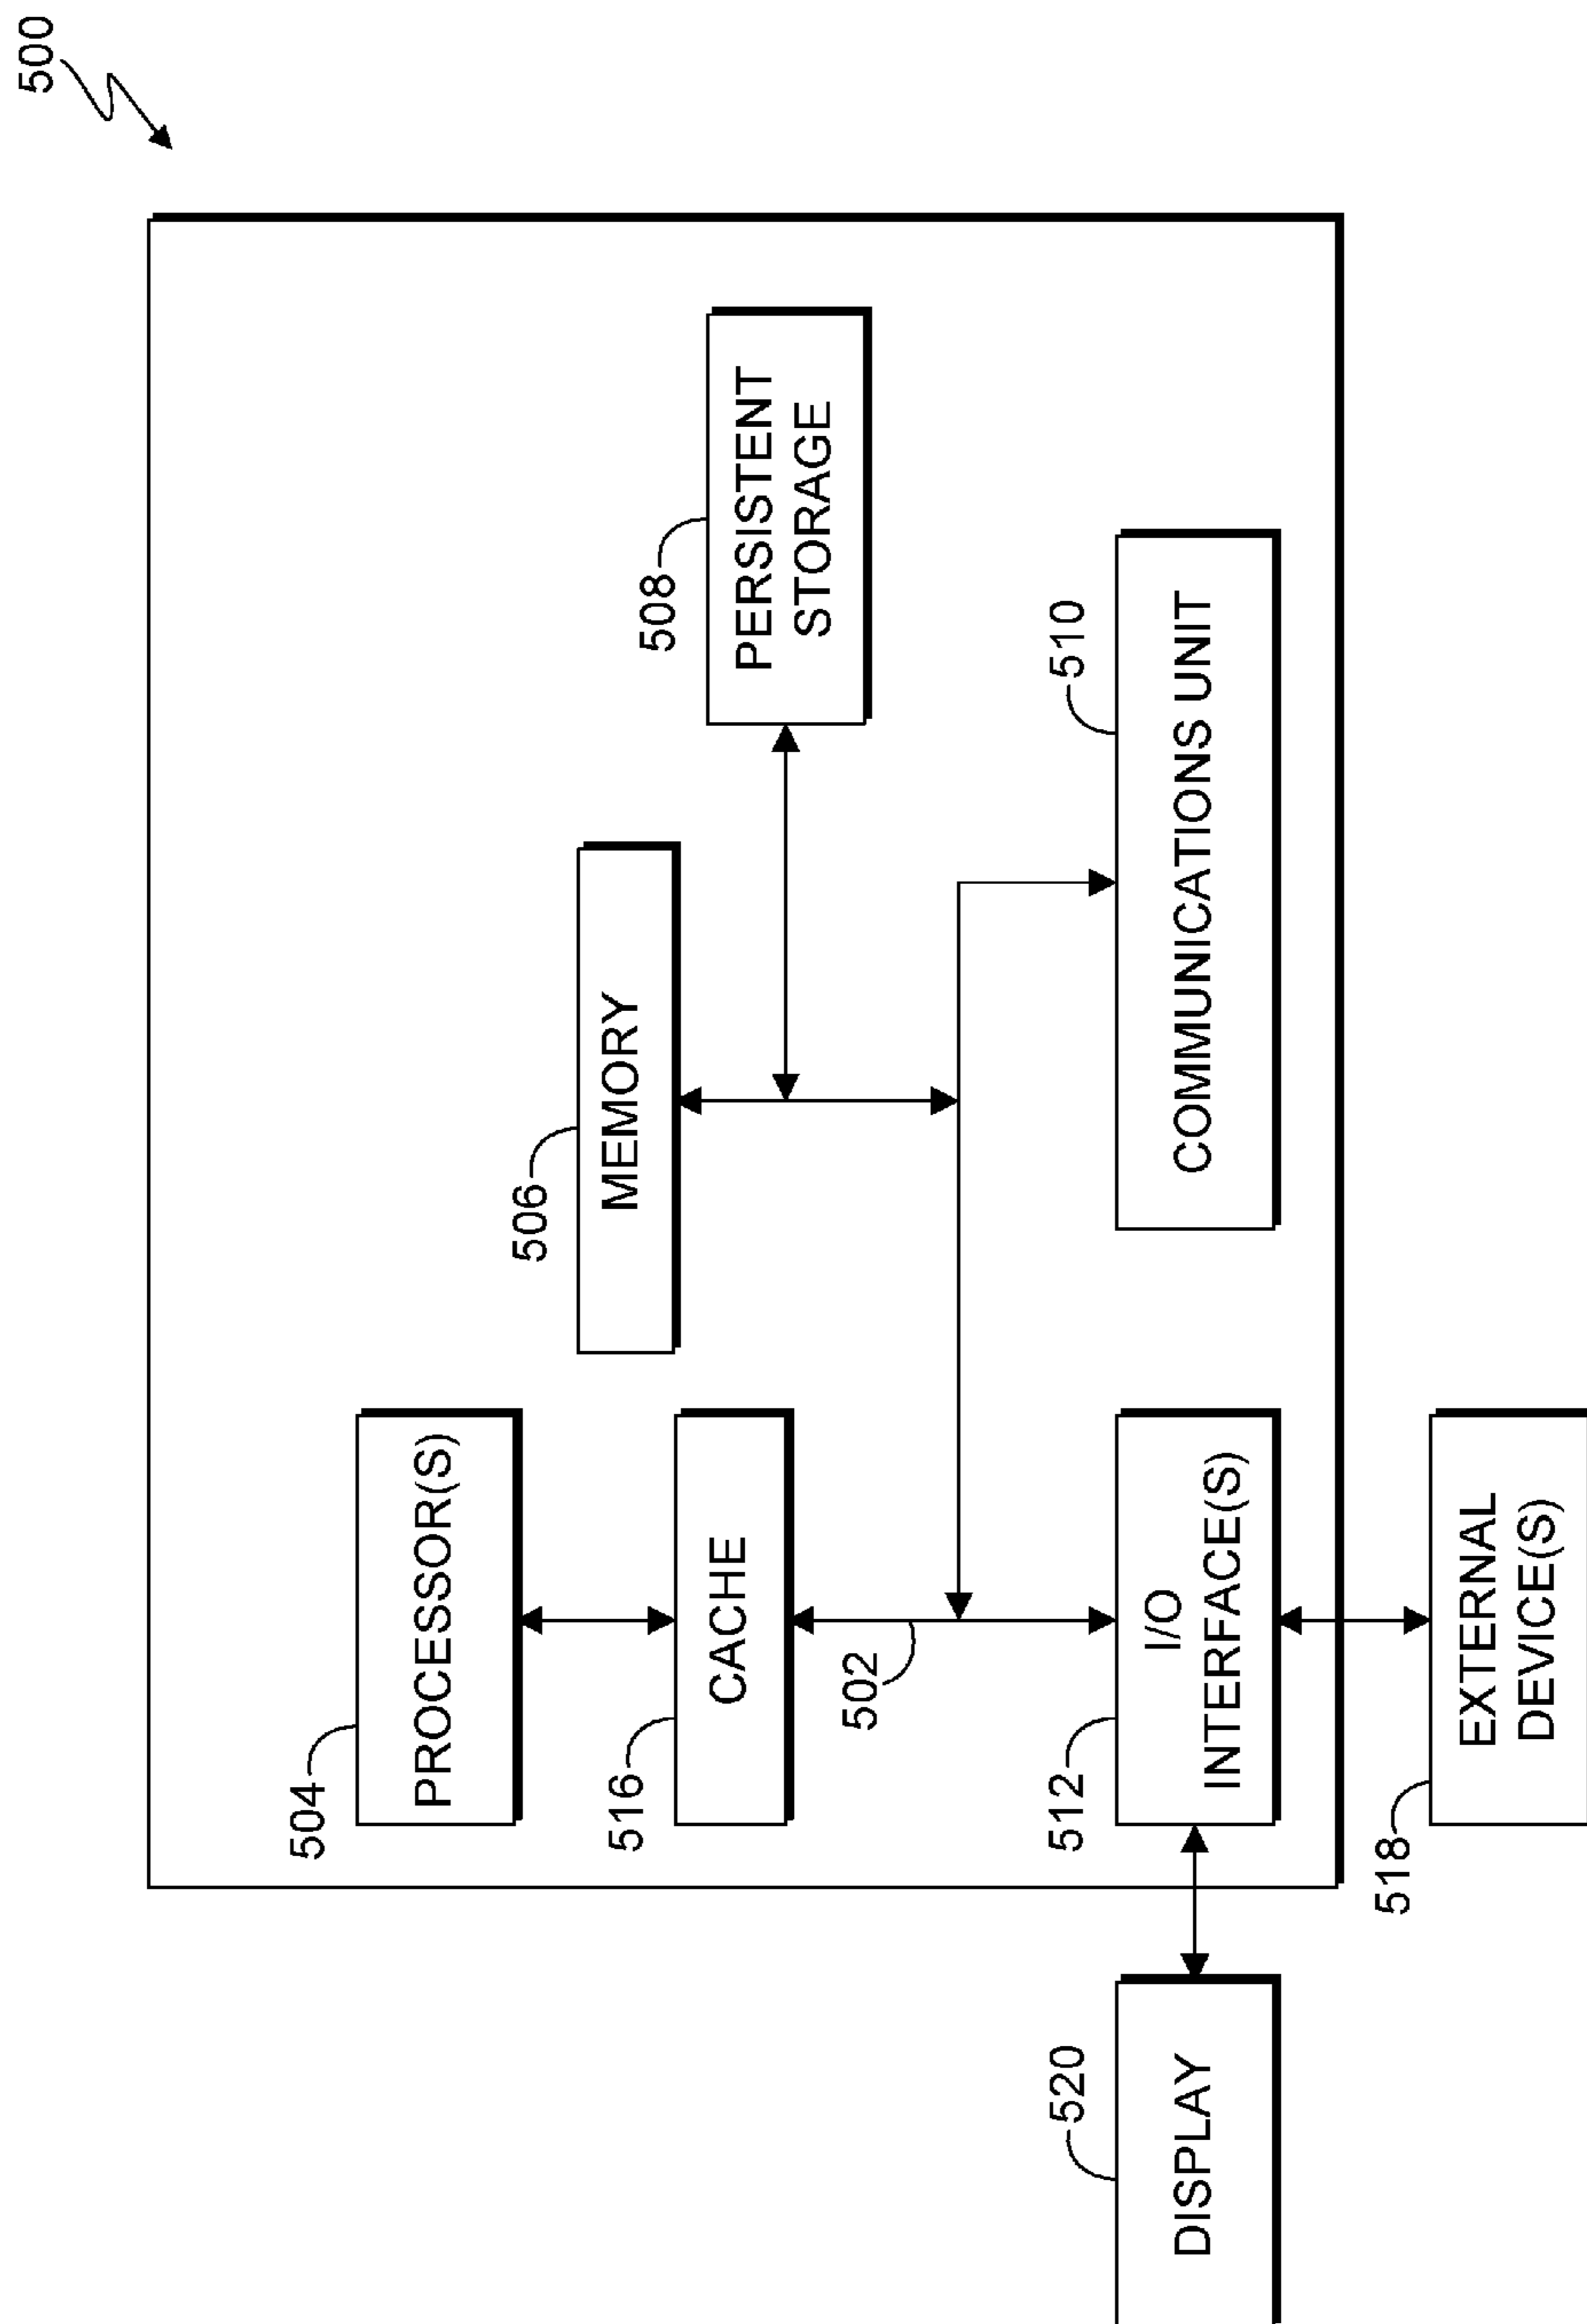 500
504
PROCESSOR(S)
506
MEMORY
516
CACHE
508
PERSISTENT
STORAGE
502
512
I/O
INTERFACE(S)
510
COMMUNICATIONS UNIT
520
DISPLAY
518
EXTERNAL
DEVICE(S)